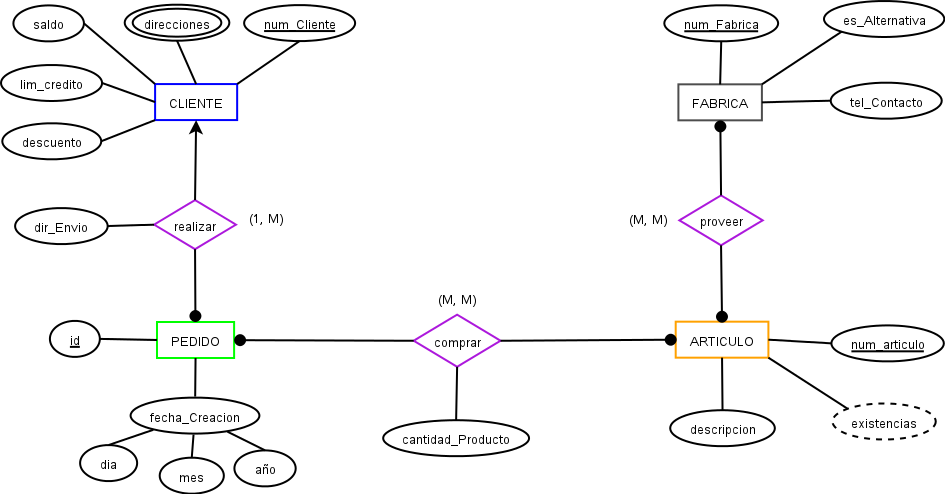 saldo
direcciones
num_Cliente
num_Fabrica
es_Alternativa
lim_credito
CLIENTE
FABRICA
tel_Contacto
descuento
dir_Envio
realizar
(1, M)
(M, M)
proveer
(M, M)
id
PEDIDO
comprar
ARTICULO
num_articulo
fecha_Creacion
cantidad_Producto
descripcion
existencias
dia
mes
año